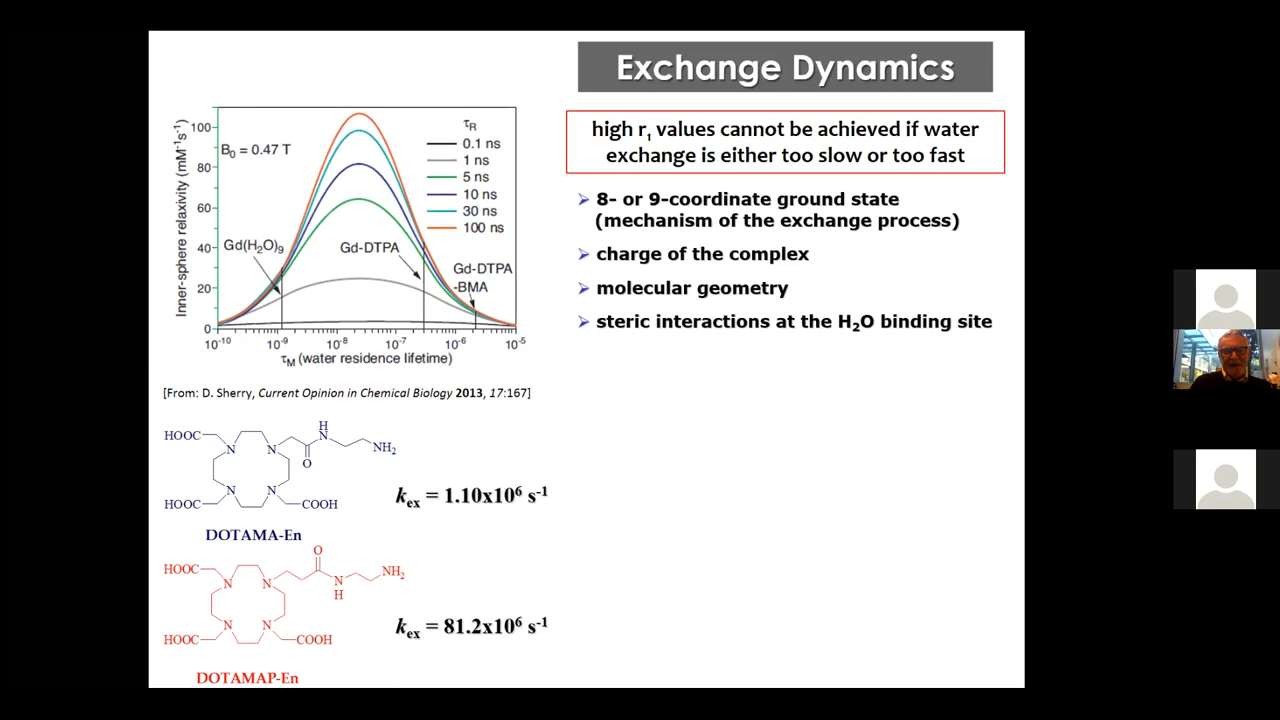 Exchange Dynamics
high r1 values cannot be achieved if water
exchange is either too slow or too fast
8- or 9-coordinate ground state
(mechanism of the exchange process)
charge of the complex
molecular geometry
steric interactions at the H2O binding site
Inner-sphere relaxivity (mM-1s-1)
100
80
60
40
20
0
B0 = 0.47 T
τR
0.1 ns
1 ns
5 ns
10 ns
30 ns
100 ns
Gd(H2O)9
Gd-DTPA
Gd-DTPA
-BMA
10-10 10-9 10-8 10-7 10-6 10-5
τM (water residence lifetime)
[From: D. Sherry, Current Opinion in Chemical Biology 2013, 17:167]
HOOC
H
N
NH2
O
N
N
N
N
HOOC
COOH
kex = 1.10x106 s-1
DOTAMA-En
O
HOOC
NH2
N
N
N
H
N
N
HOOC
COOH
kex = 81.2x106 s-1
DOTAMAP-En